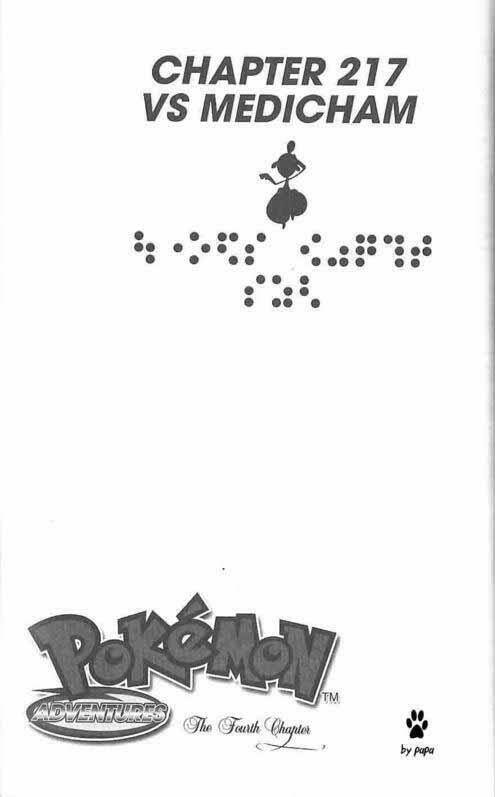 CHAPTER 217
VS MEDICHAM
POKéMON
TM
ADVENTURES
The Fourth Chapter
by papa